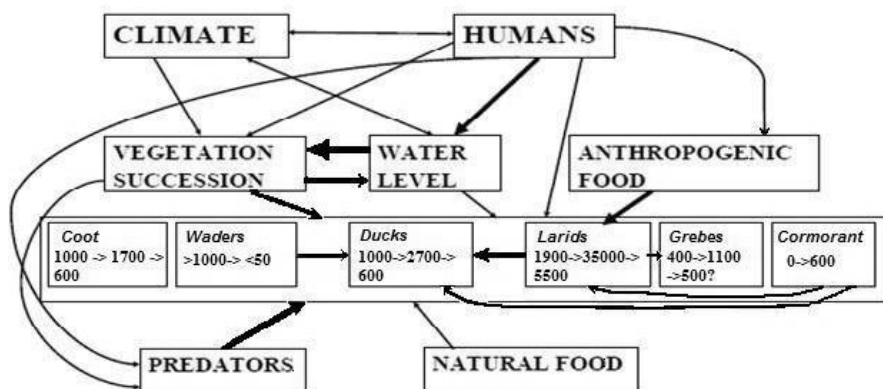 CLIMATE
HUMANS
VEGETATION
SUCCESSION
WATER
LEVEL
ANTHROPOGENIC
FOOD
Coot
1000 -> 1700 ->
600
Waders
>1000-> <50
Ducks
1000->2700->
600
Larids
1900->35000->
5500
Grebes
400->1100
->500?
Cormorant
0->600
PREDATORS
NATURAL FOOD